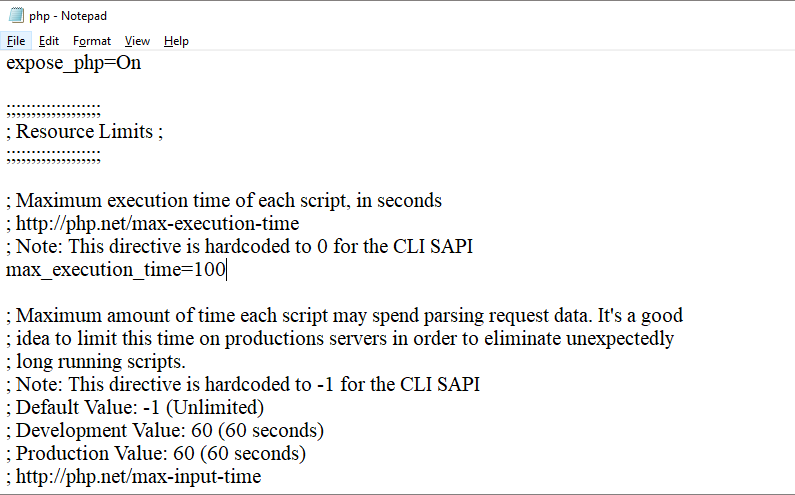 php - Notepad
File Edit Format View Help
expose_php=On
;;;;;;;;;;;;;;;;;;;
; Resource Limits ;
;;;;;;;;;;;;;;;;;;;
; Maximum execution time of each script, in seconds
; http://php.net/max-execution-time
; Note: This directive is hardcoded to 0 for the CLI SAPI
max_execution_time=100
; Maximum amount of time each script may spend parsing request data. It's a good
; idea to limit this time on productions servers in order to eliminate unexpectedly
; long running scripts.
; Note: This directive is hardcoded to -1 for the CLI SAPI
; Default Value: -1 (Unlimited)
; Development Value: 60 (60 seconds)
; Production Value: 60 (60 seconds)
; http://php.net/max-input-time